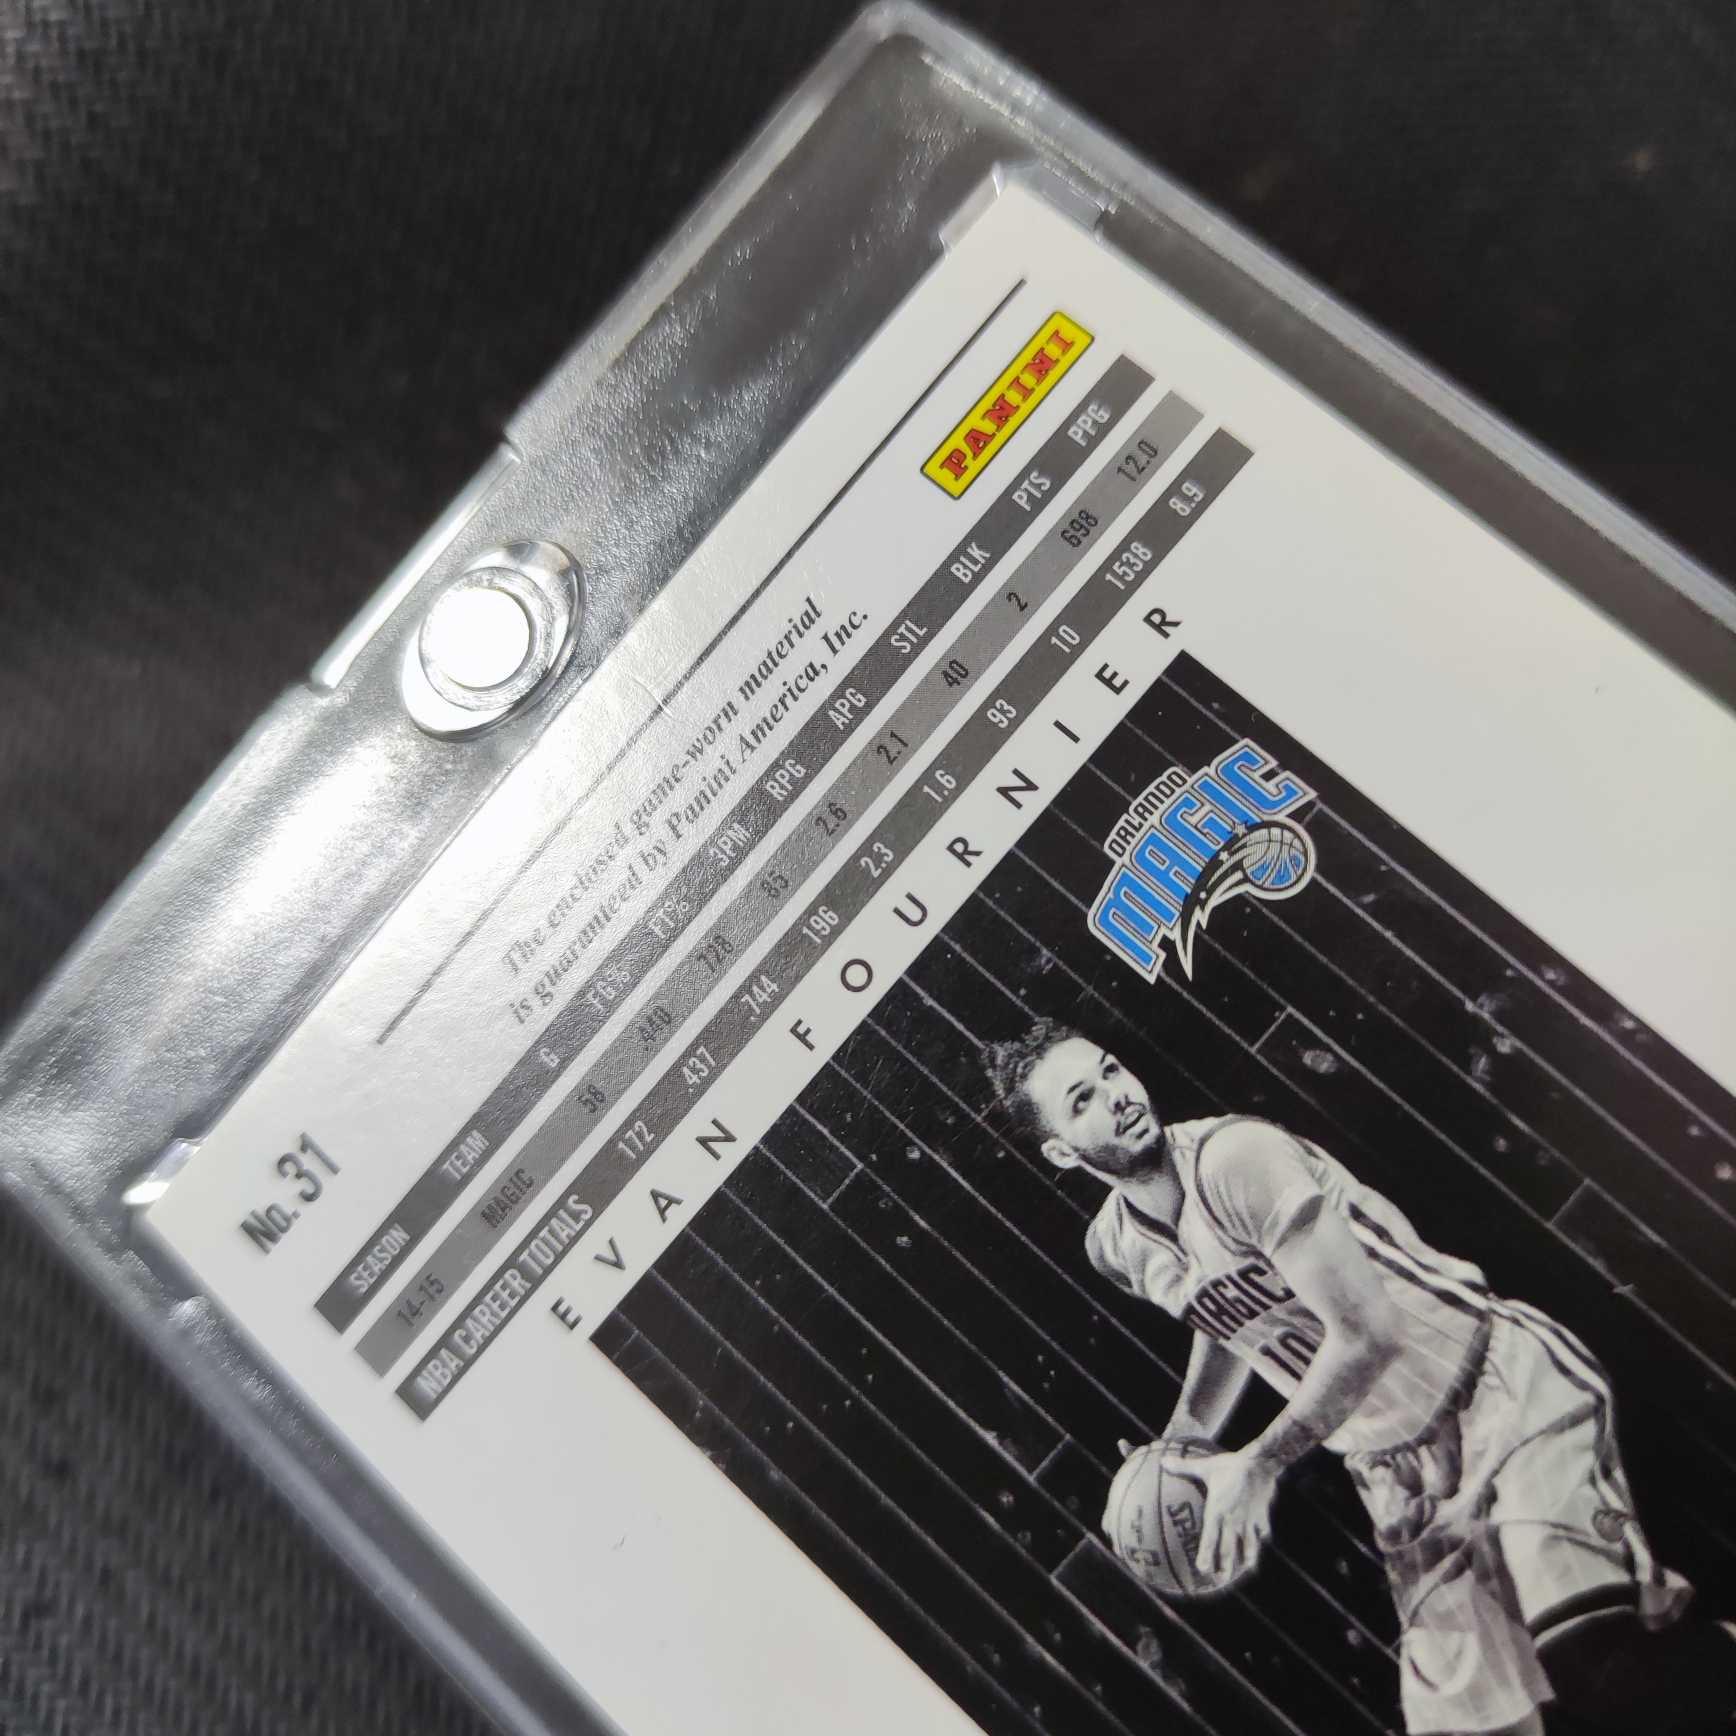 No. 31
The enclosed game-worn material
is guaranteed by Panini America, Inc.
PANINI
SEASON TEAM G FG% FT% 3PM RPG APG STL BLK PTS PPG
14-15 MAGIC 58 .440 .728 85 2.6 2.1 40 2 698 12.0
NBA CAREER TOTALS 172 .437 .744 196 2.3 1.6 93 10 1538 8.9
EVAN FOURNIER
ORLANDO
MAGIC
MAGIC
10